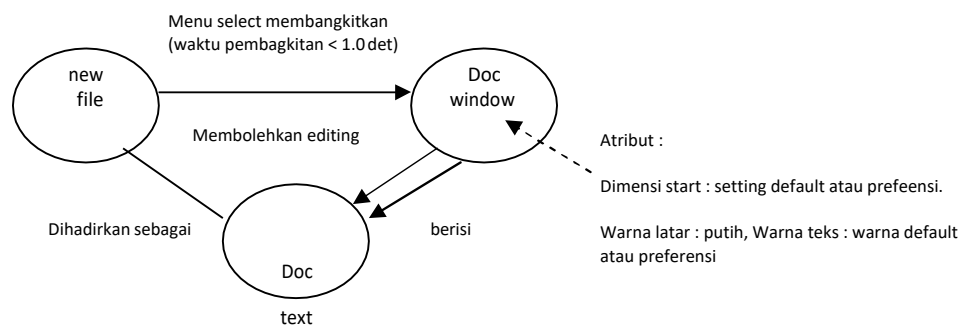 Menu select membangkitkan
(waktu pembagkitan < 1.0 det)
new
file
Doc
window
Membolehkan editing
Atribut :
Dimensi start : setting default atau prefeensi.
Warna latar : putih, Warna teks : warna default
atau preferensi
Dihadirkan sebagai
berisi
Doc
text